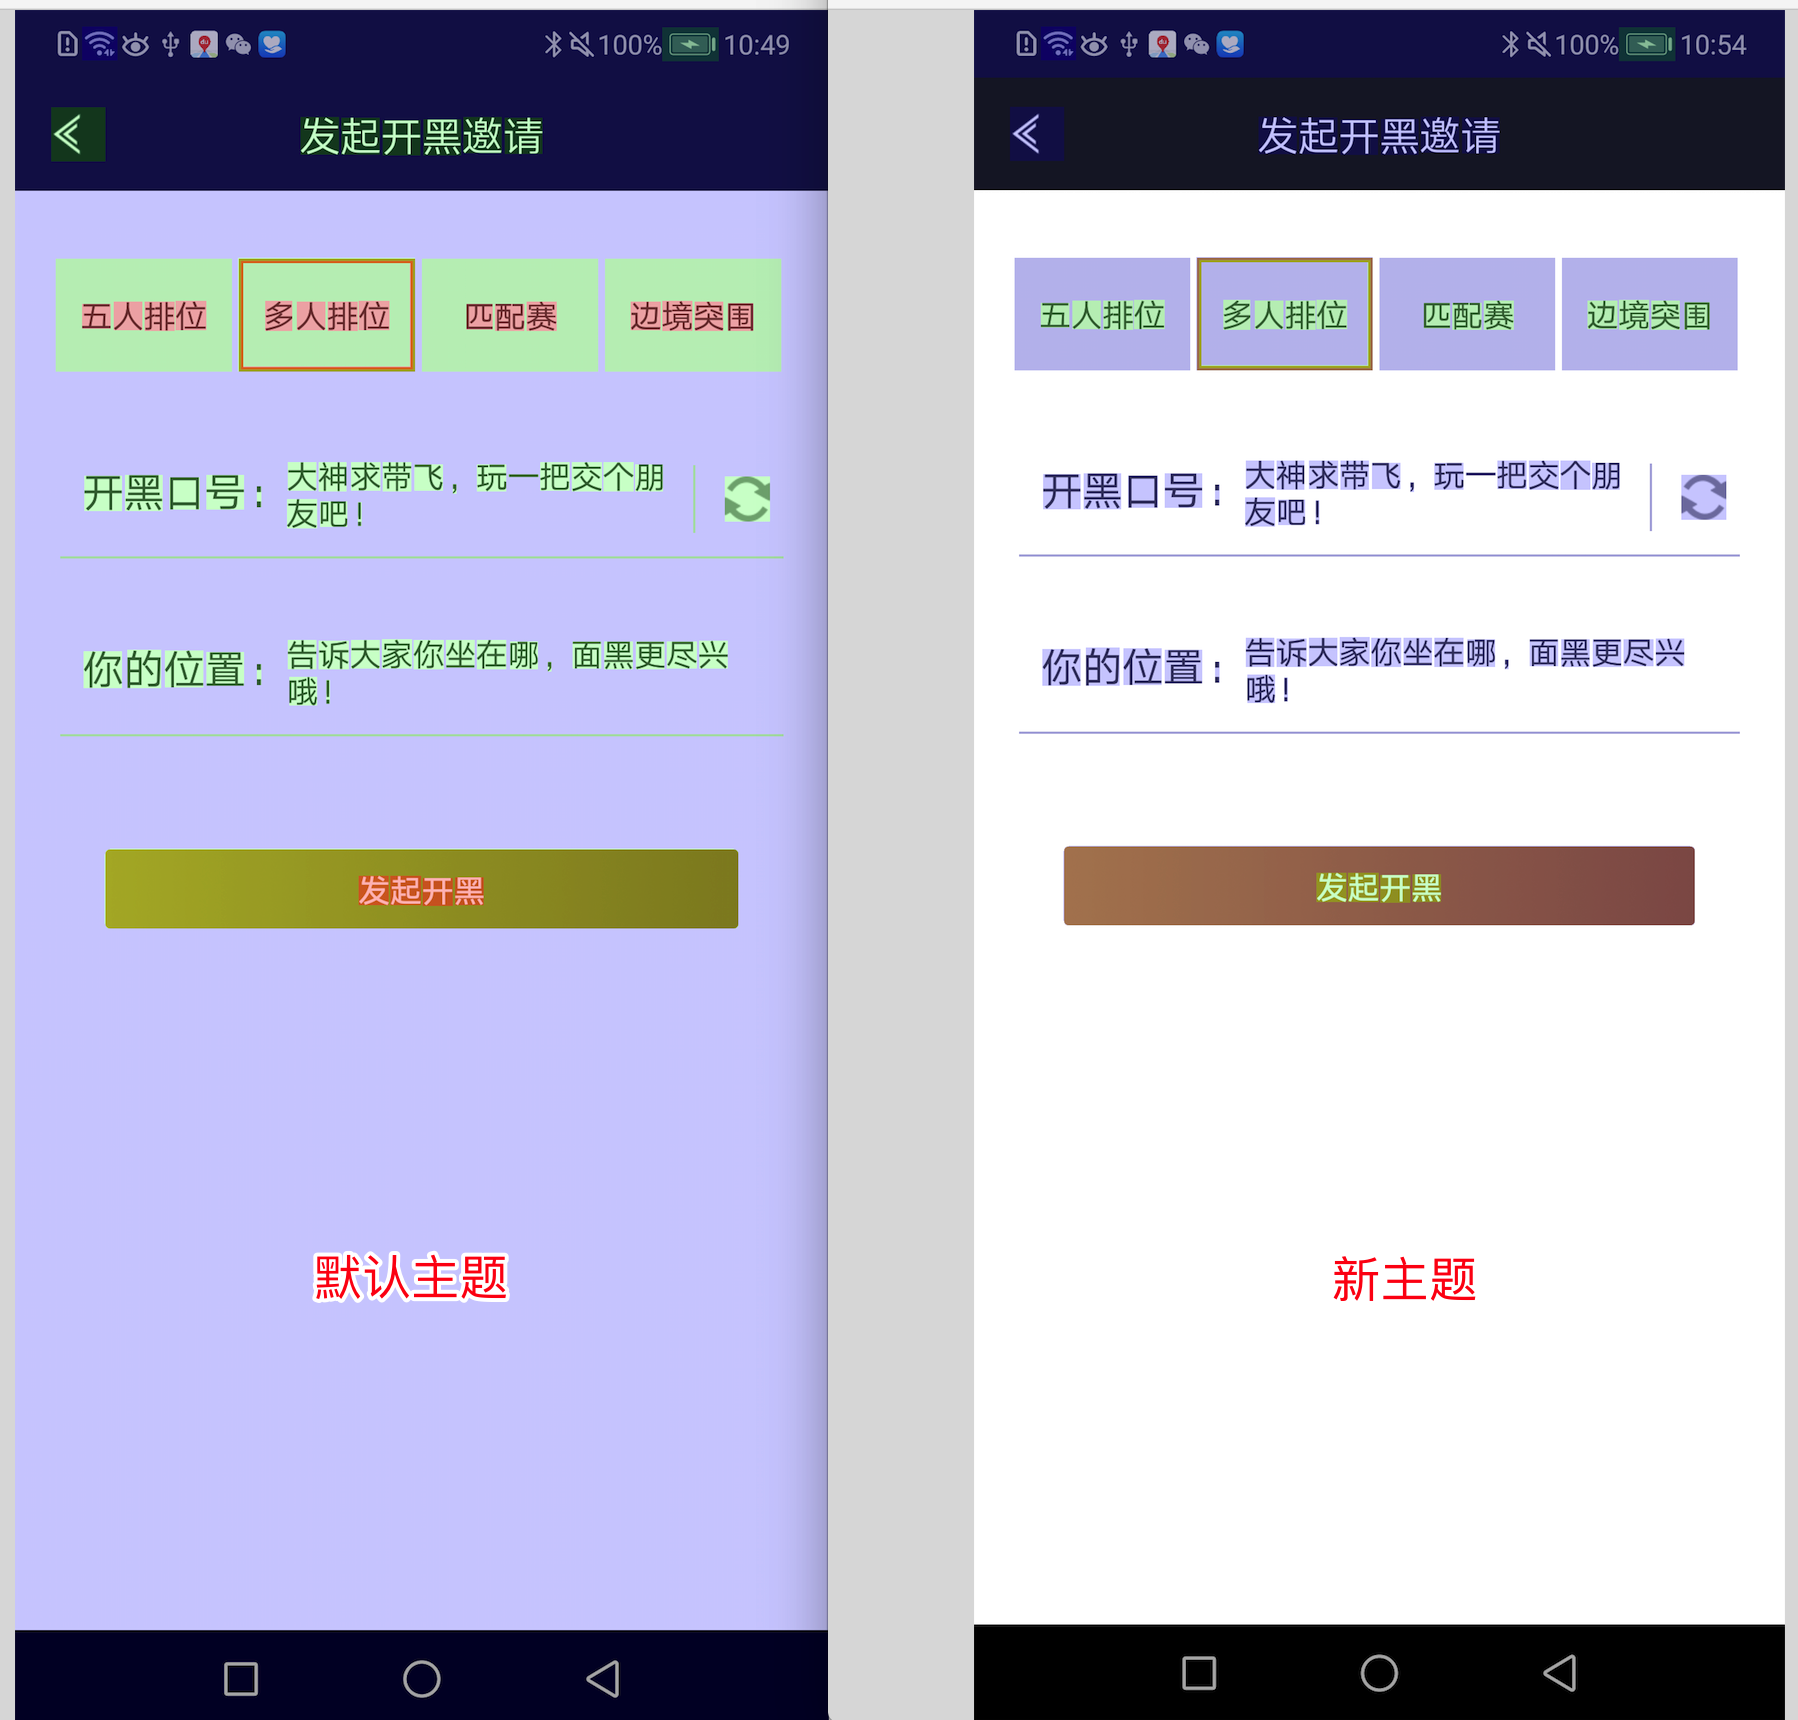 100% 10:49
发起开黑邀请
五人排位 多人排位 匹配赛 边境突围
开黑口号： 大神求带飞，玩一把交个朋
友吧！
你的位置： 告诉大家你坐在哪，面黑更尽兴
哦！
发起开黑
默认主题
100% 10:54
发起开黑邀请
五人排位 多人排位 匹配赛 边境突围
开黑口号： 大神求带飞，玩一把交个朋
友吧！
你的位置： 告诉大家你坐在哪，面黑更尽兴
哦！
发起开黑
新主题